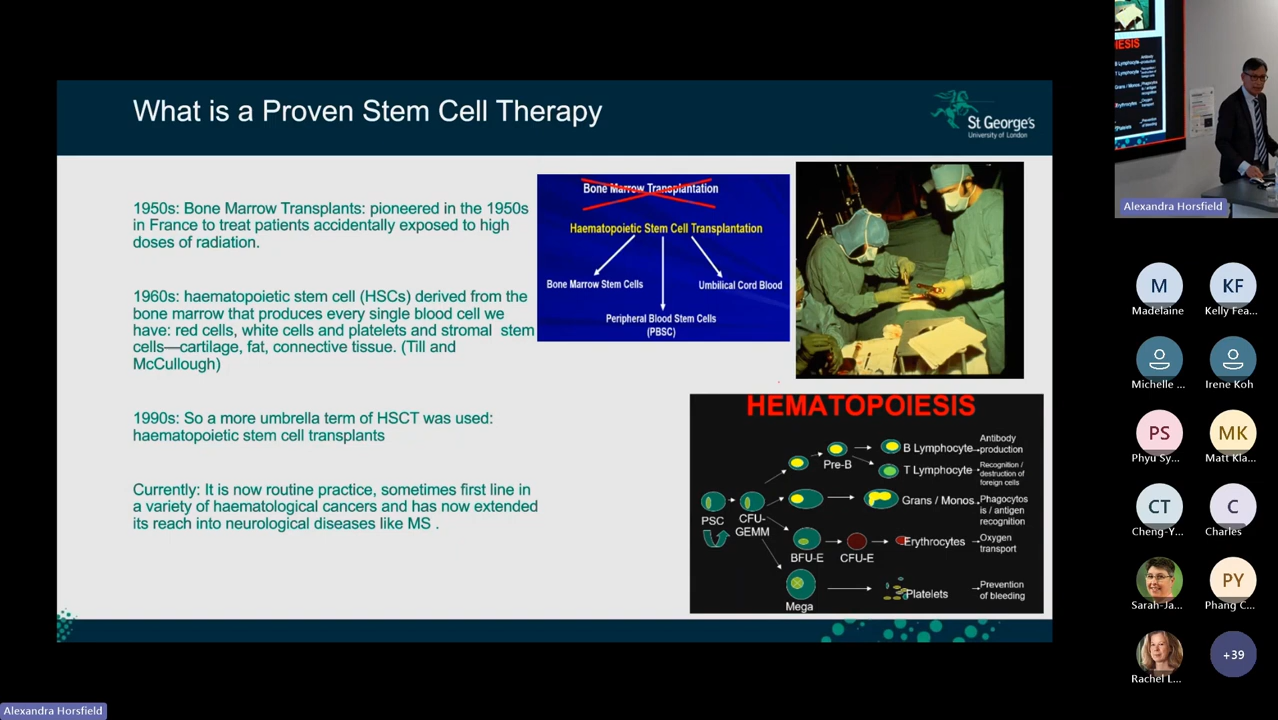 What is a Proven Stem Cell Therapy
St George's
University of London
1950s: Bone Marrow Transplants: pioneered in the 1950s
in France to treat patients accidentally exposed to high
doses of radiation.
1960s: haematopoietic stem cell (HSCs) derived from the
bone marrow that produces every single blood cell we
have: red cells, white cells and platelets and stromal stem
cells—cartilage, fat, connective tissue. (Till and
McCullough)
1990s: So a more umbrella term of HSCT was used:
haematopoietic stem cell transplants
Currently: It is now routine practice, sometimes first line in
a variety of haematological cancers and has now extended
its reach into neurological diseases like MS .
Bone Marrow Transplantation
Haematopoietic Stem Cell Transplantation
Bone Marrow Stem Cells
Umbilical Cord Blood
Peripheral Blood Stem Cells
(PBSC)
HEMATOPOIESIS
PSC
CFU-
GEMM
Pre-B
B Lymphocyte
Antibody
production
T Lymphocyte
Recognition /
destruction of
foreign cells
Grans / Monos
Phagocytos
is / antigen
recognition
BFU-E
CFU-E
Erythrocytes
Oxygen
transport
Mega
Platelets
Prevention
of bleeding
Alexandra Horsfield
M
Madelaine
KF
Kelly Fea...
Michelle ...
Irene Koh
PS
Phyu Sy...
MK
Matt Kla...
CT
Cheng-Y...
C
Charles
Sarah-Ja...
PY
Phang C...
Rachel L...
+39
Alexandra Horsfield